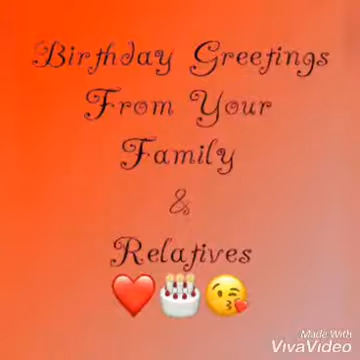 Birthday Greetings
From Your
Family
&
Relatives
❤️🎂😘
Made With
VivaVideo